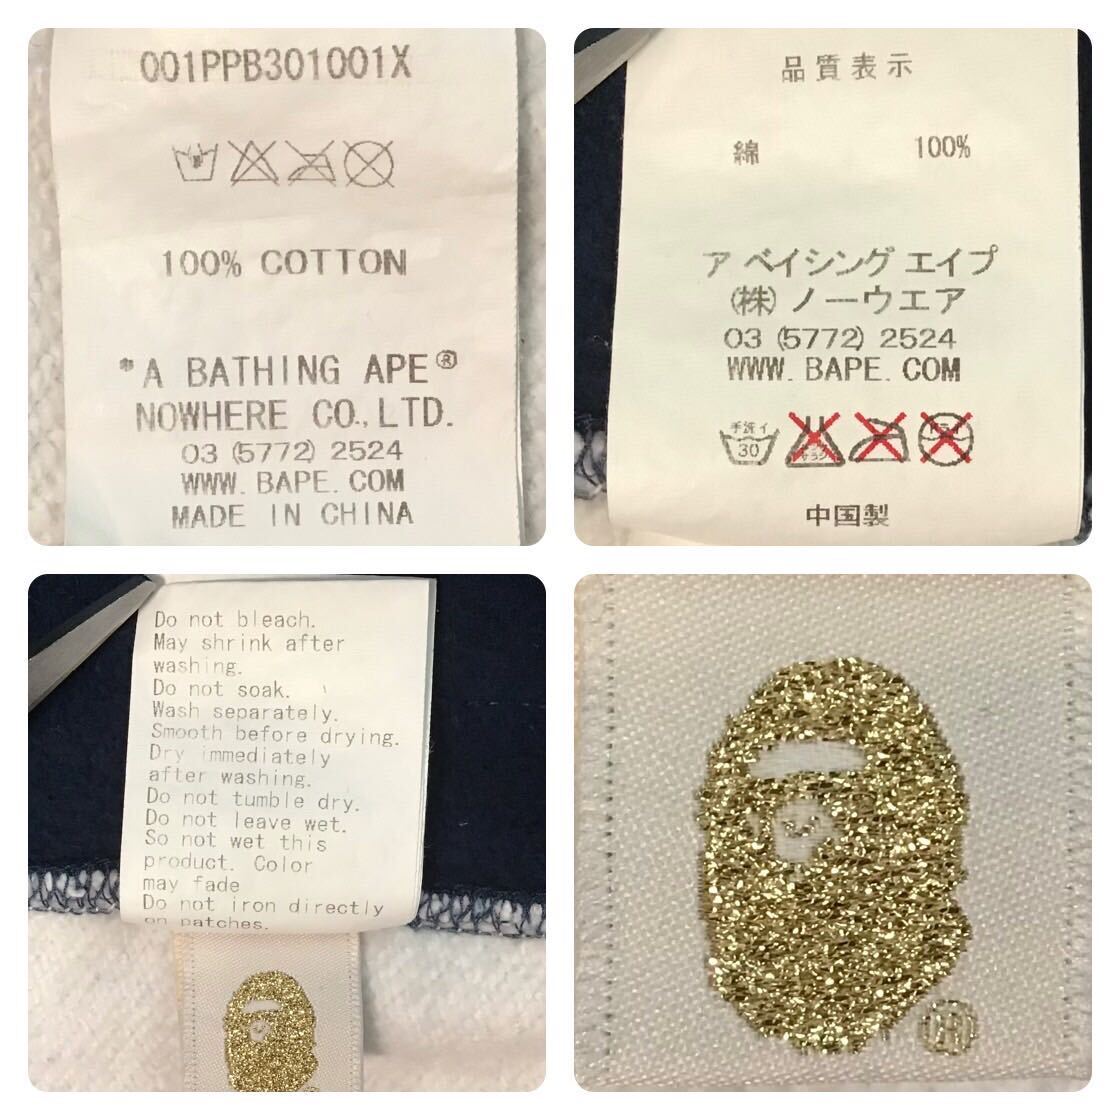 001PPB301001X
100% COTTON
*A BATHING APE®
NOWHERE CO., LTD.
03 (5772) 2524
WWW. BAPE. COM
MADE IN CHINA
品質表示
綿 100%
ア ベイシング エイプ
(株) ノーウエア
03 (5772) 2524
WWW. BAPE. COM
手洗イ
30
中国製
Do not bleach.
May shrink after
washing.
Do not soak.
Wash separately.
Smooth before drying.
Dry immediately
after washing.
Do not tumble dry.
Do not leave wet.
So not wet this
product. Color
may fade
Do not iron directly
on patches.
®